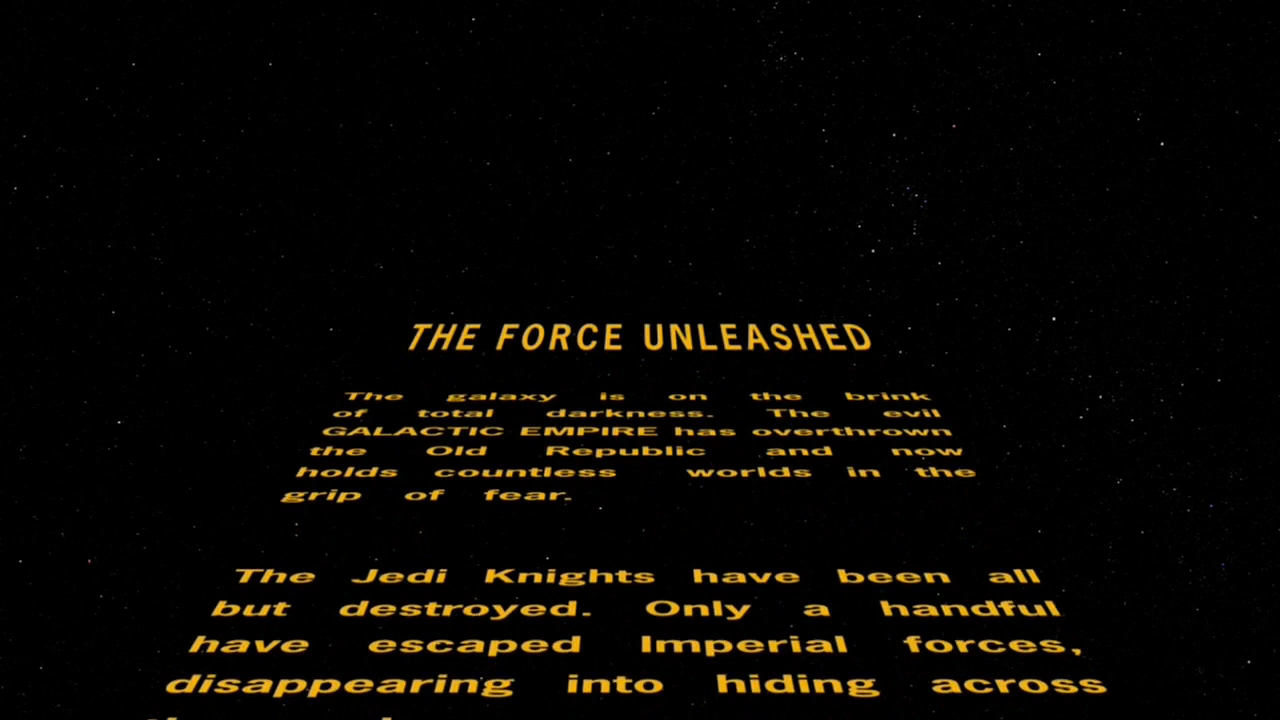 THE FORCE UNLEASHED
The galaxy is on the brink
of total darkness. The evil
GALACTIC EMPIRE has overthrown
the Old Republic and now
holds countless worlds in the
grip of fear.
The Jedi Knights have been all
but destroyed. Only a handful
have escaped Imperial forces,
disappearing into hiding across